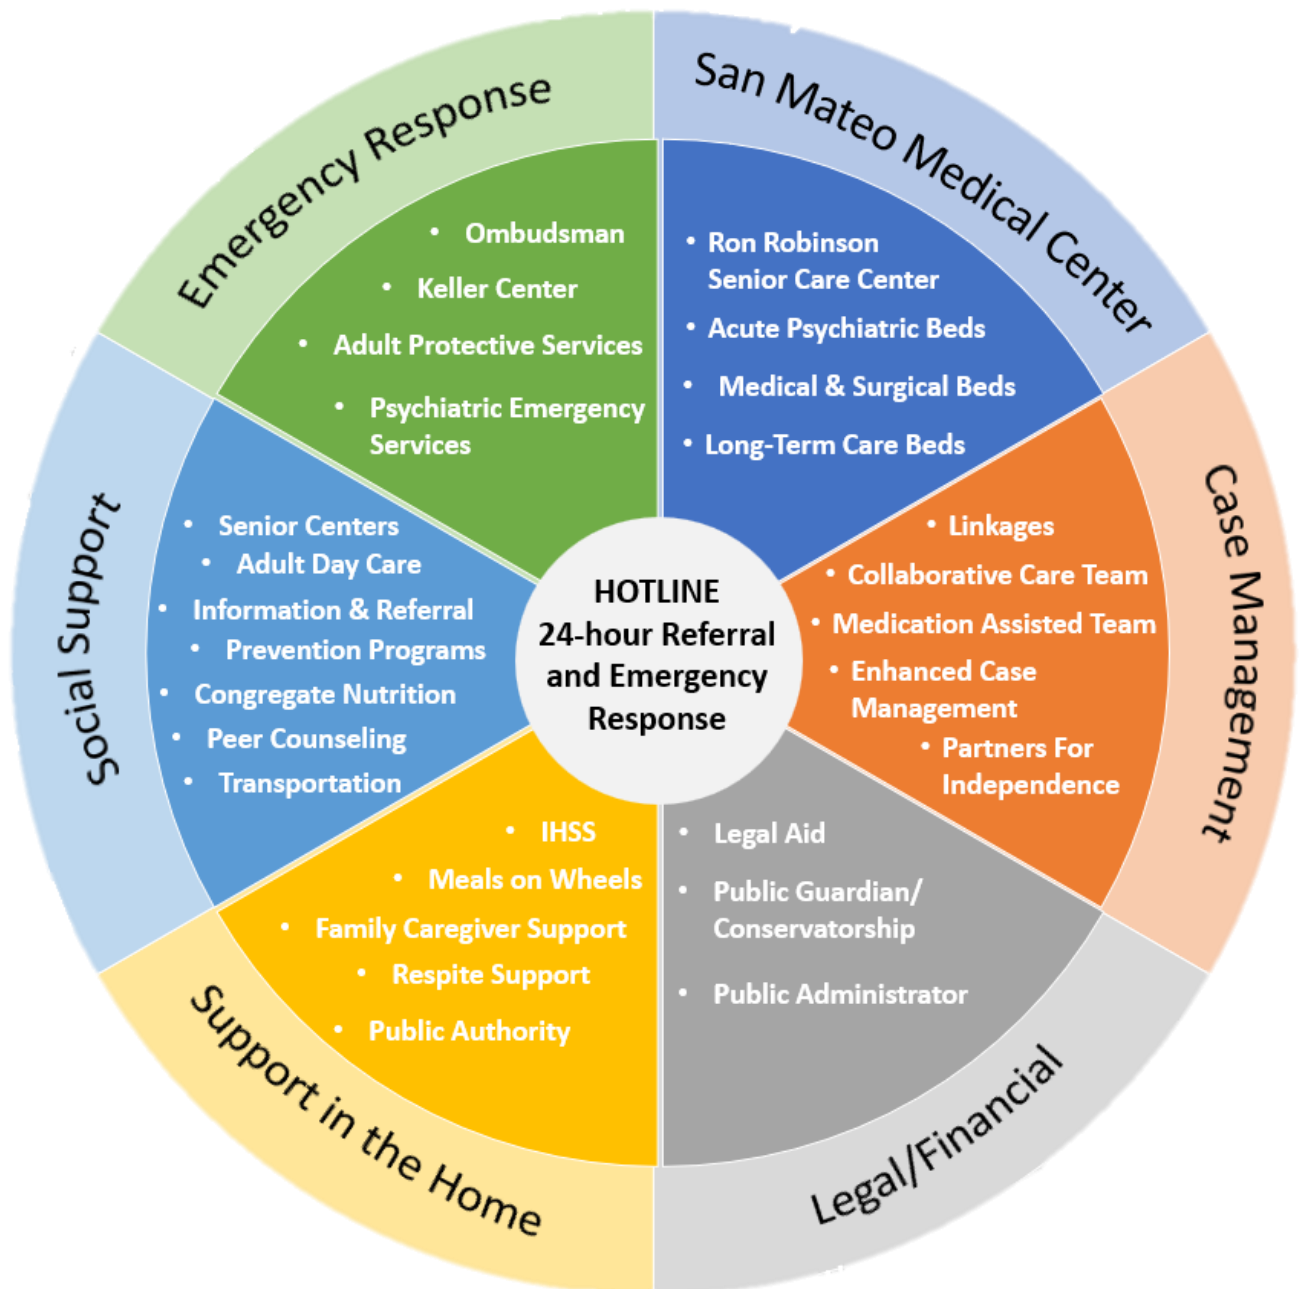 Emergency Response
• Ombudsman
• Keller Center
• Adult Protective Services
• Psychiatric Emergency
Services
San Mateo Medical Center
• Ron Robinson
Senior Care Center
• Acute Psychiatric Beds
• Medical & Surgical Beds
• Long-Term Care Beds
Case Management
• Linkages
• Collaborative Care Team
• Medication Assisted Team
• Enhanced Case
Management
• Partners For
Independence
Legal/Financial
• Legal Aid
• Public Guardian/
Conservatorship
• Public Administrator
Support in the Home
• IHSS
• Meals on Wheels
• Family Caregiver Support
• Respite Support
• Public Authority
Social Support
• Senior Centers
• Adult Day Care
• Information & Referral
• Prevention Programs
• Congregate Nutrition
• Peer Counseling
• Transportation
HOTLINE
24-hour Referral
and Emergency
Response